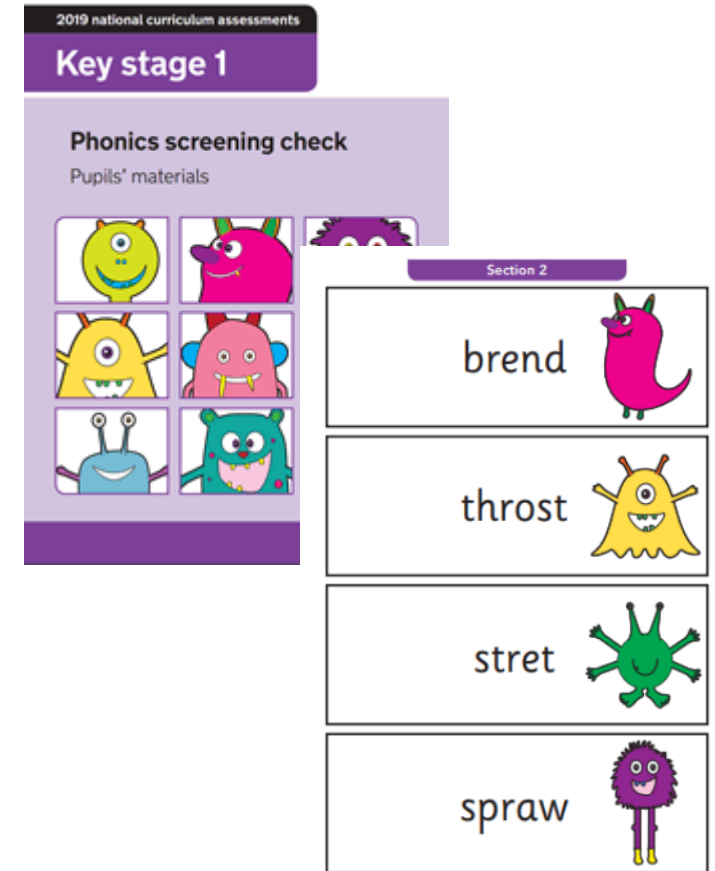 2019 national curriculum assessments
Key stage 1
Phonics screening check
Pupils' materials
Section 2
brend
throst
stret
spraw